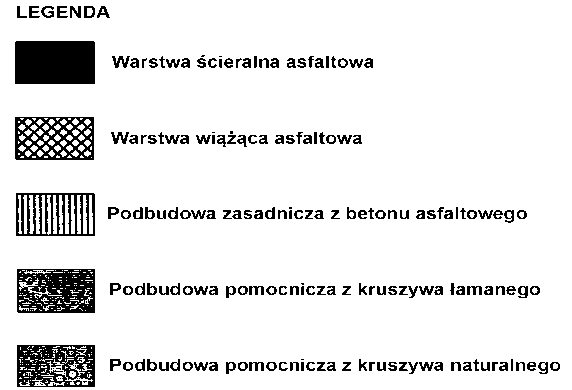 LEGENDA
Warstwa ścieralna asfaltowa
Warstwa wiążąca asfaltowa
Podbudowa zasadnicza z betonu asfaltowego
Podbudowa pomocnicza z kruszywa łamanego
Podbudowa pomocnicza z kruszywa naturalnego